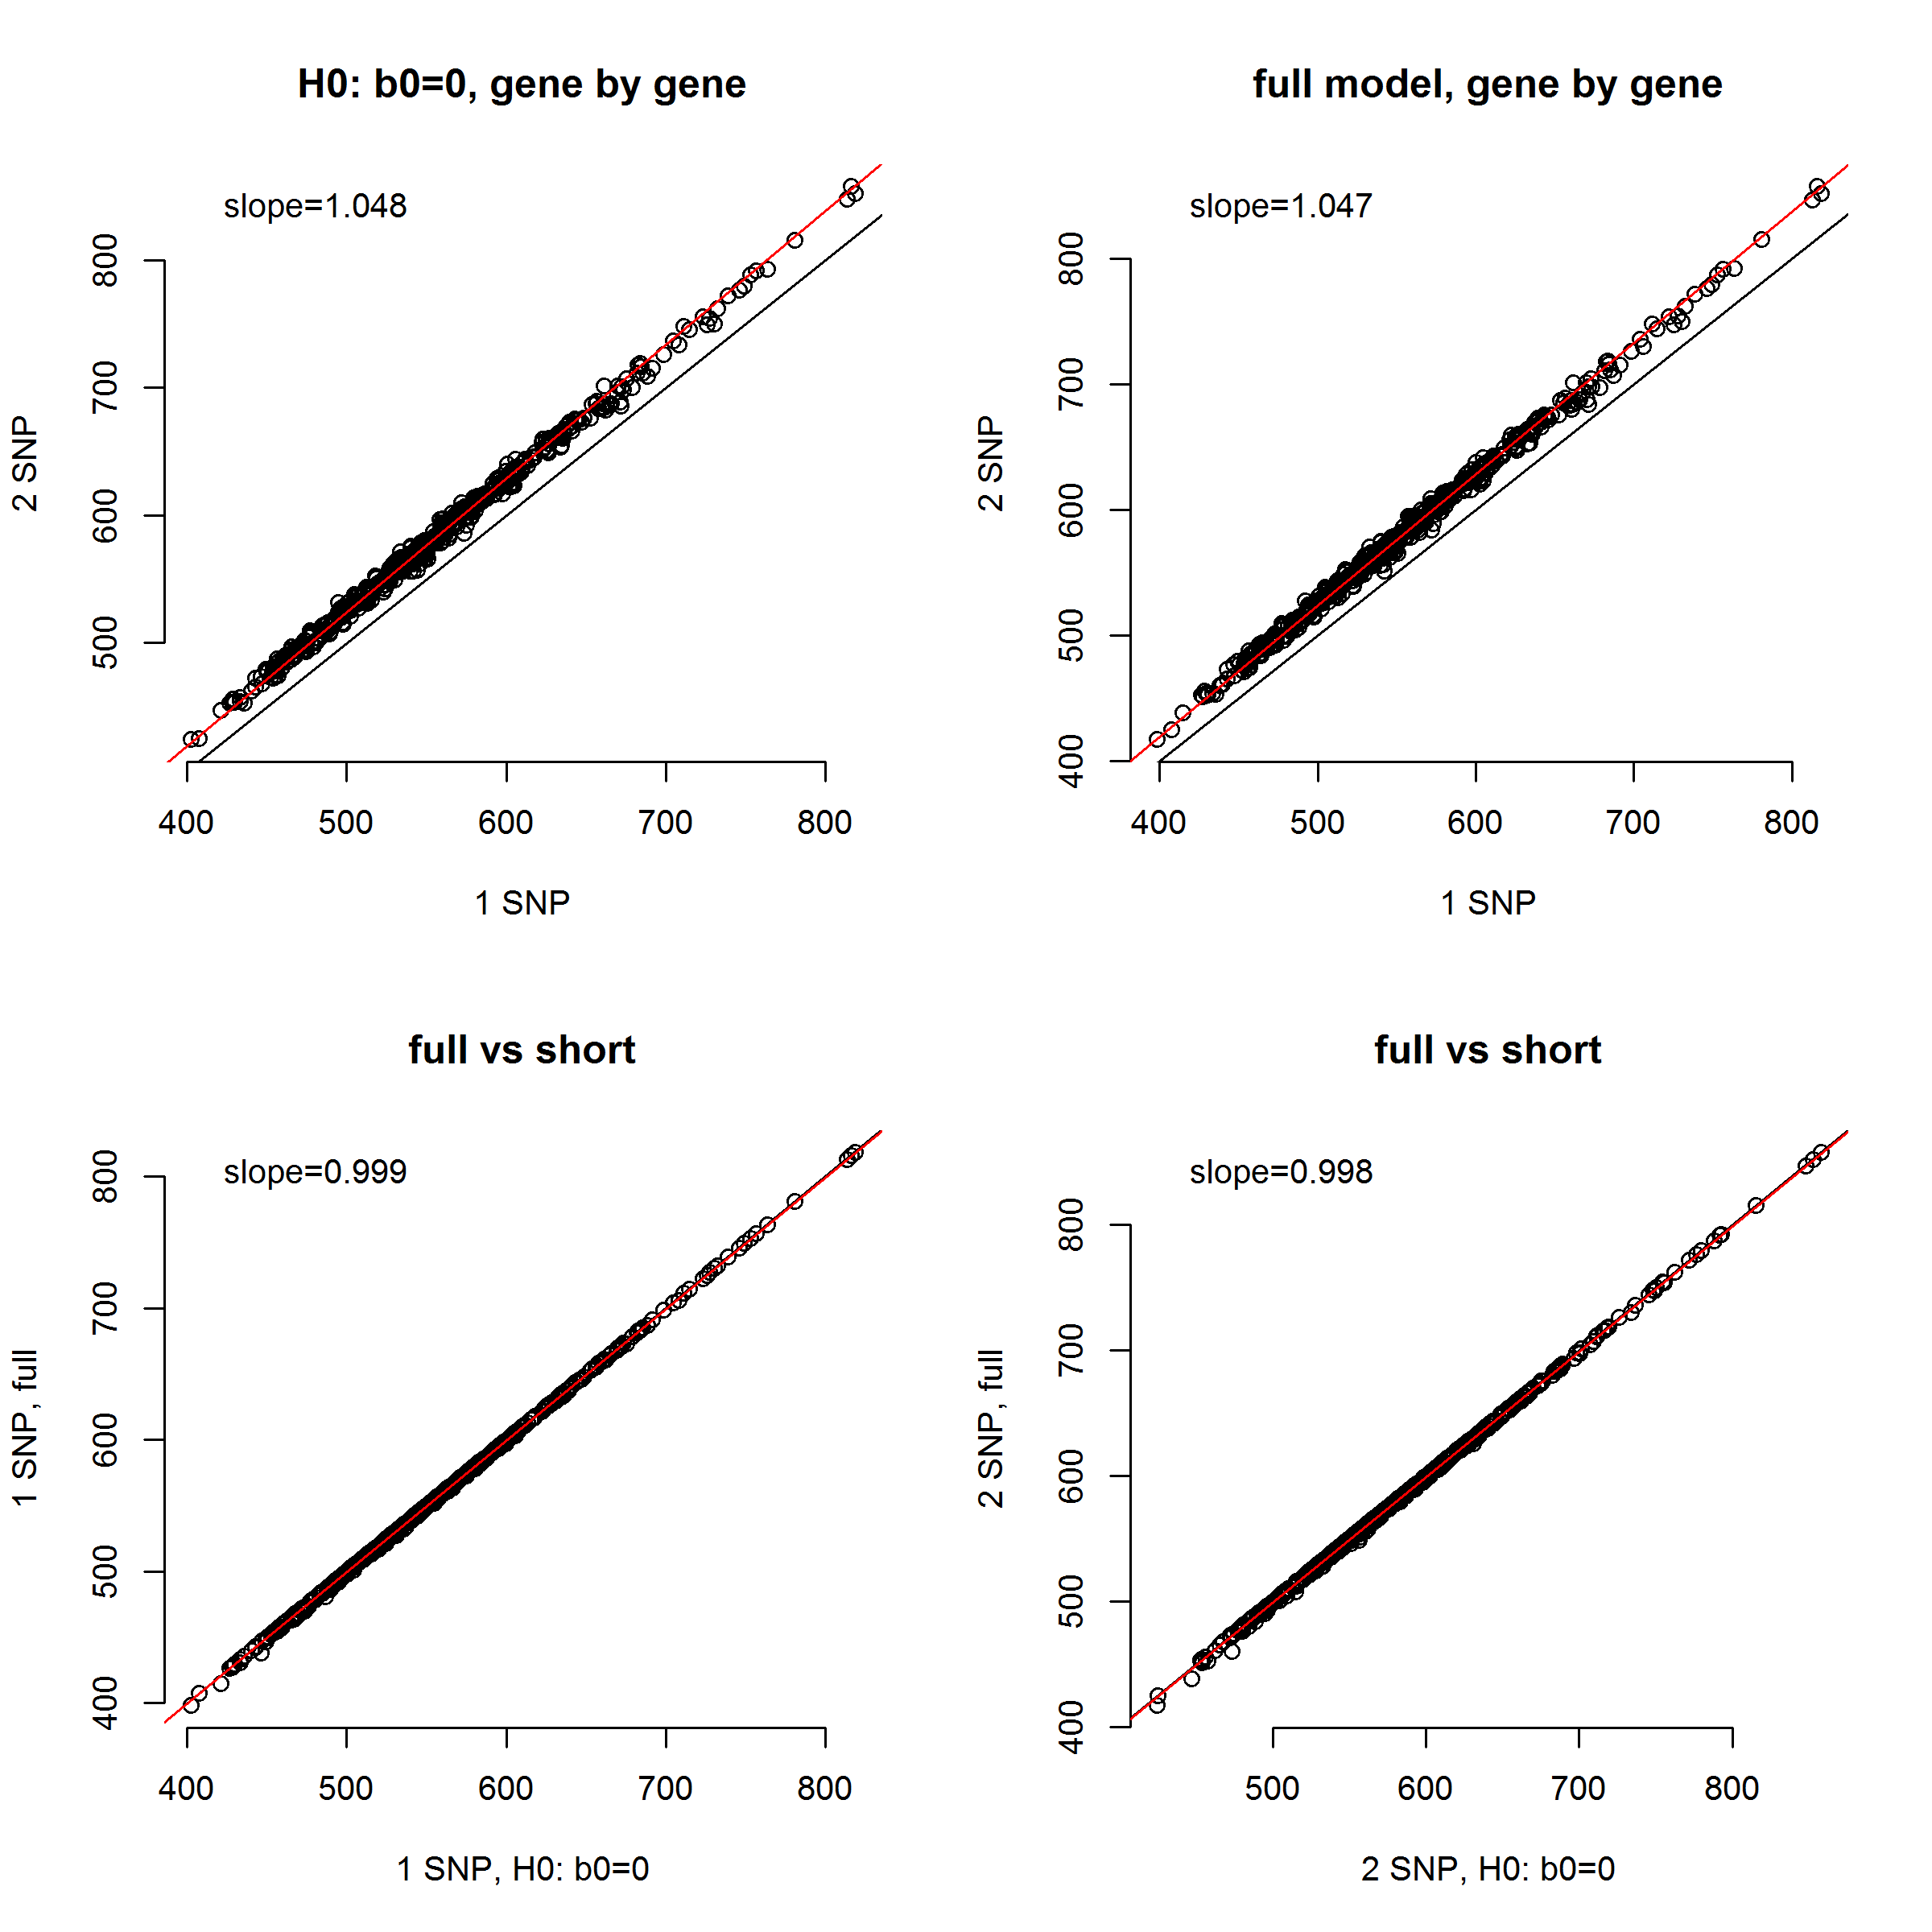 H0: b0=0, gene by gene
slope=1.048
2 SNP
800
700
600
500
400 500 600 700 800
1 SNP
full model, gene by gene
slope=1.047
2 SNP
800
700
600
500
400
400 500 600 700 800
1 SNP
full vs short
slope=0.999
1 SNP, full
800
700
600
500
400
400 500 600 700 800
1 SNP, H0: b0=0
full vs short
slope=0.998
2 SNP, full
800
700
600
500
400
500 600 700 800
2 SNP, H0: b0=0